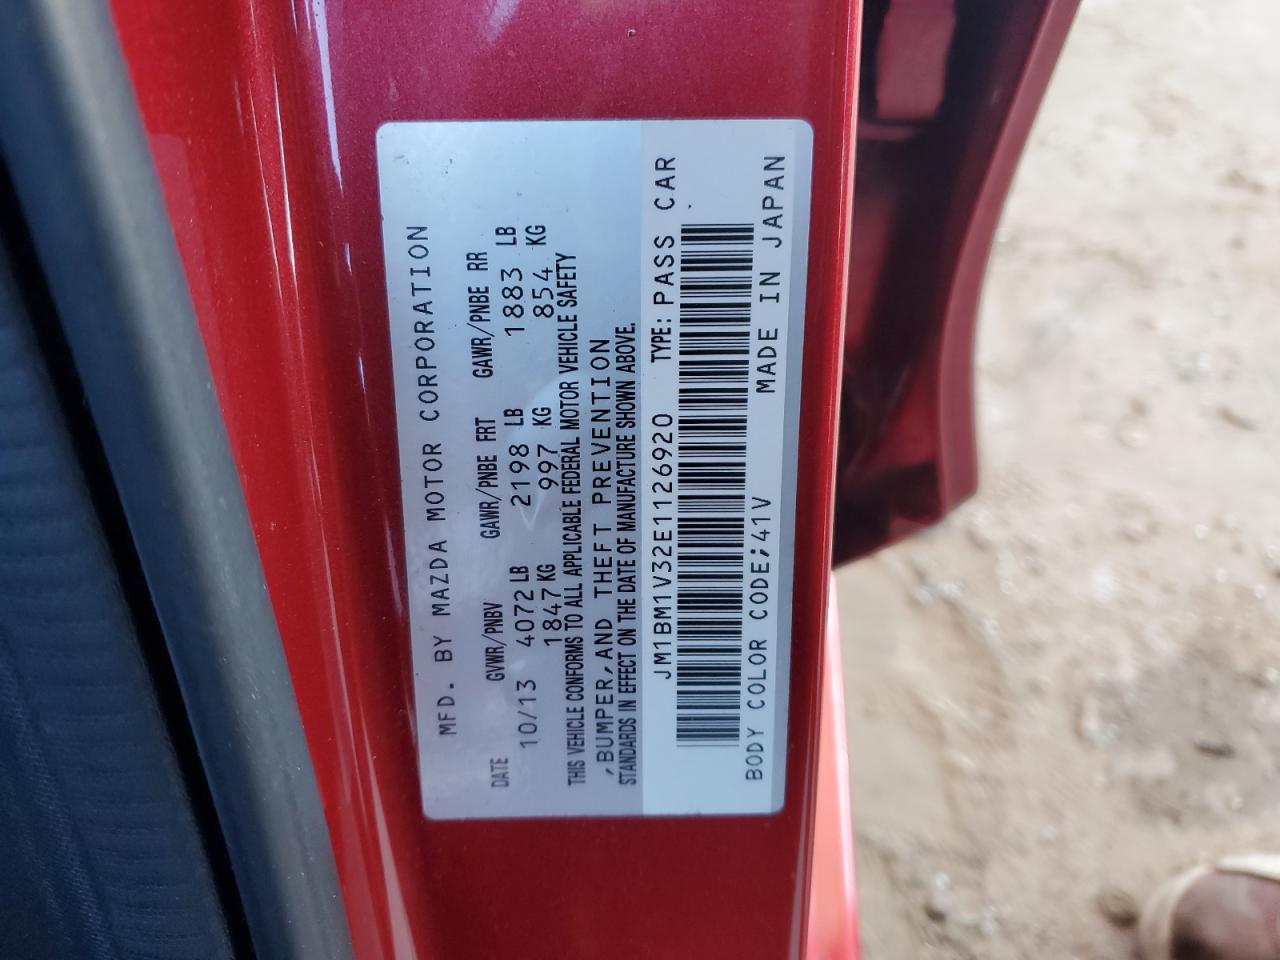 MFD. BY MAZDA MOTOR CORPORATION
DATE GVWR/PNBV GAWR/PNBE FRT GAWR/PNBE RR
10/13 4072 LB 2198 LB 1883 LB
1847 KG 997 KG 854 KG
THIS VEHICLE CONFORMS TO ALL APPLICABLE FEDERAL MOTOR VEHICLE SAFETY
,BUMPER,AND THEFT PREVENTION
STANDARDS IN EFFECT ON THE DATE OF MANUFACTURE SHOWN ABOVE.
JM1BM1V32E1126920 TYPE: PASS CAR
BODY COLOR CODE;41V MADE IN JAPAN